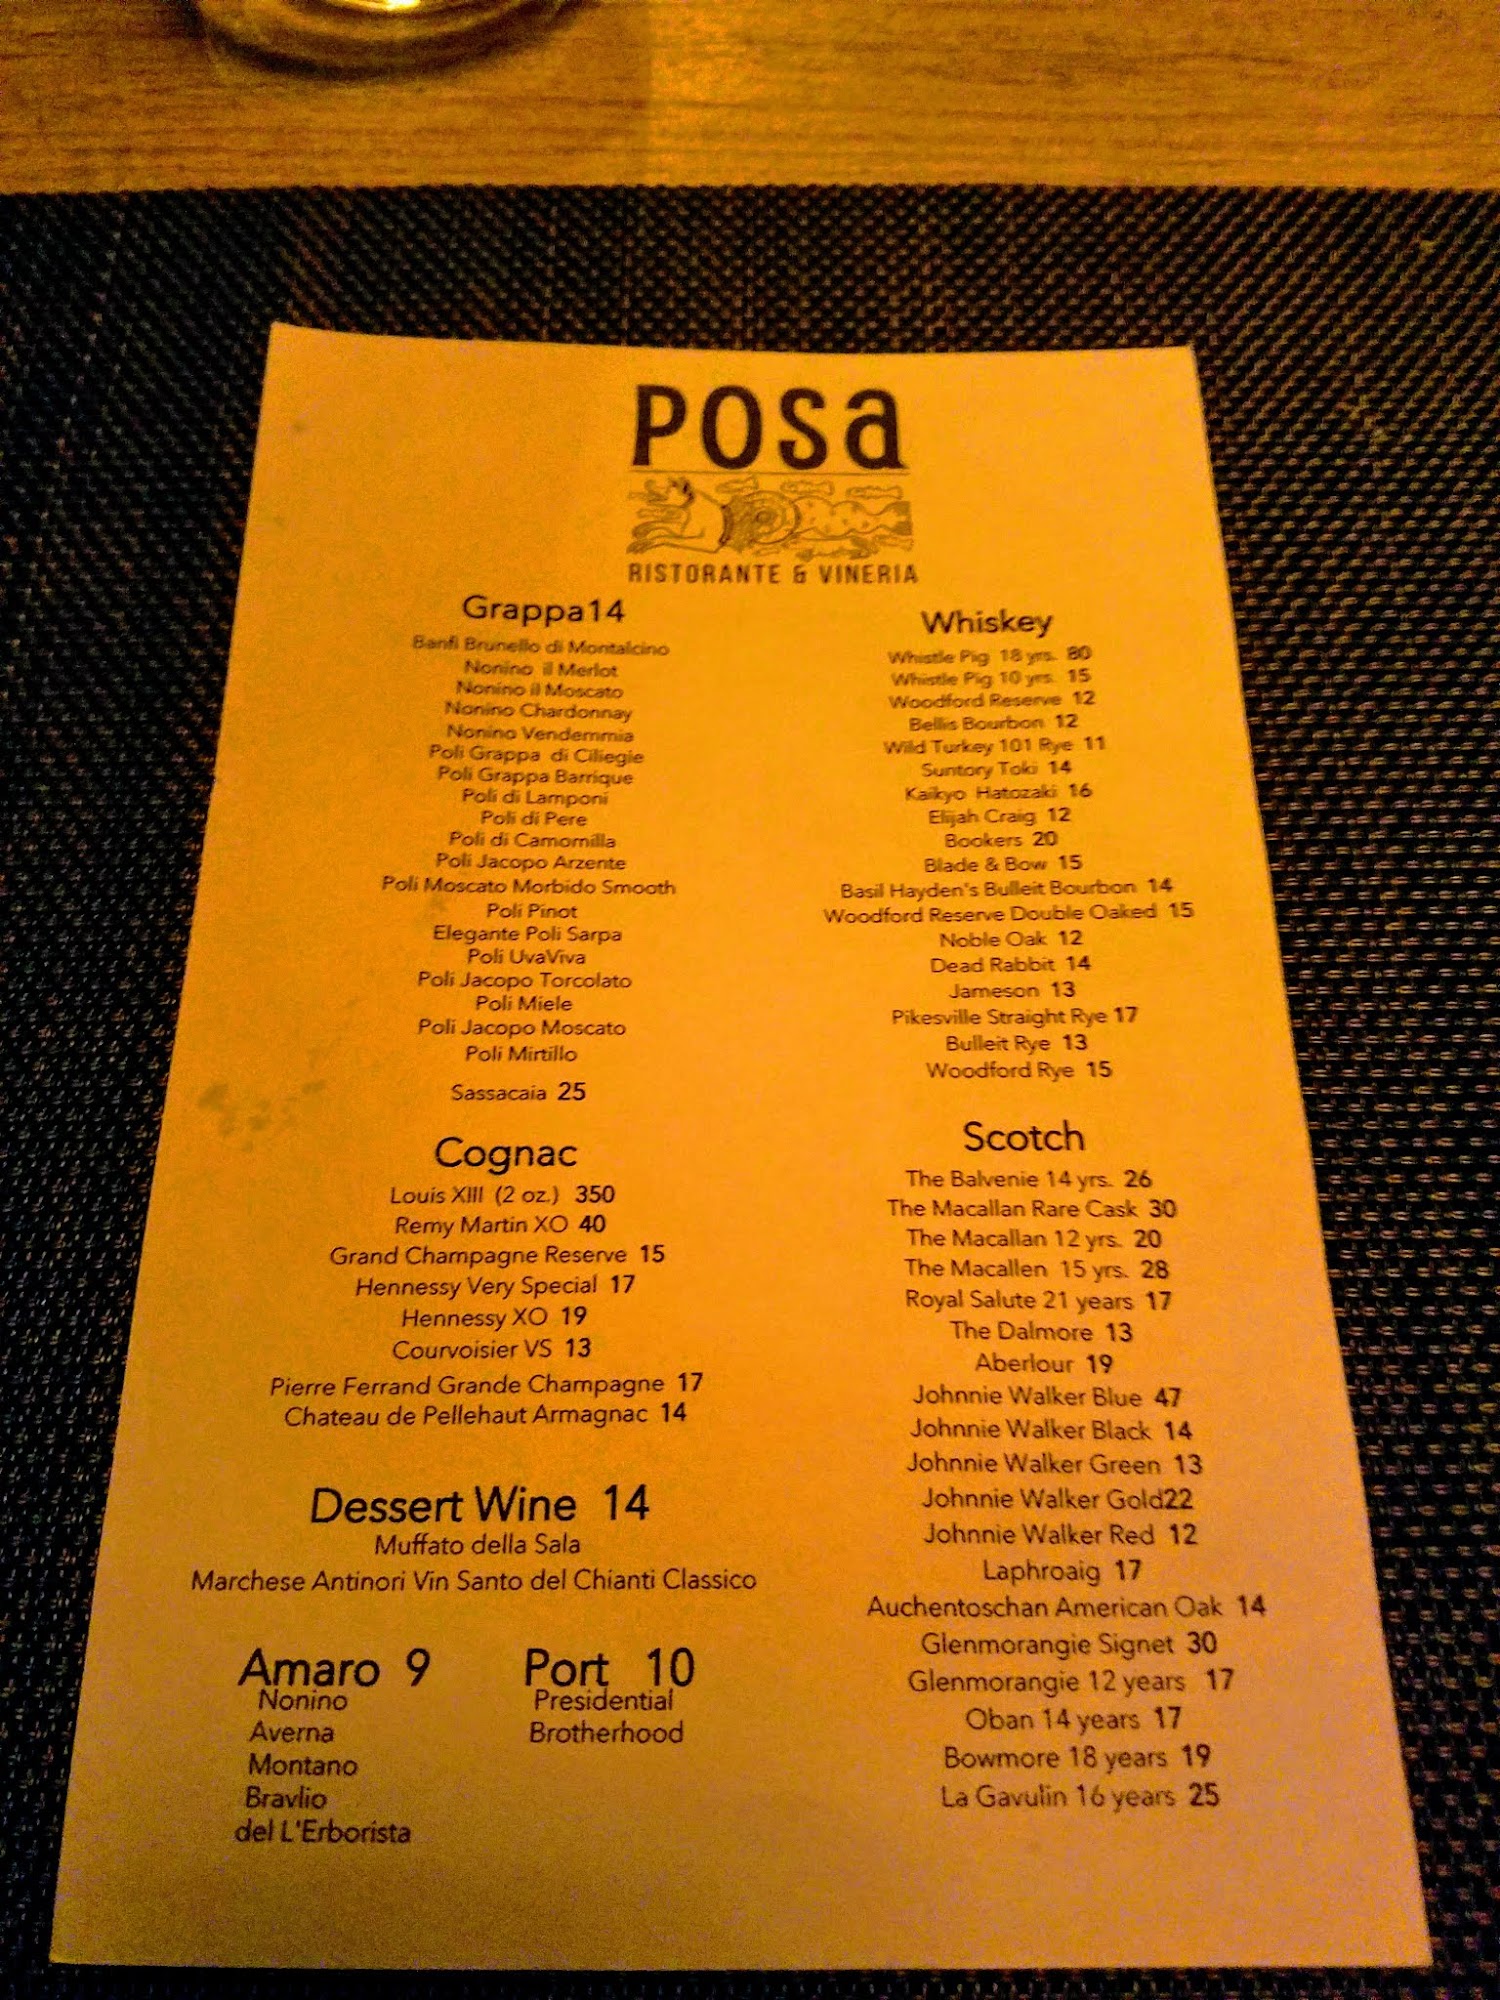 POSa
RISTORANTE & VINERIA
Grappa14
Banfi Brunello di Montalcino
Nonino il Merlot
Nonino il Moscato
Nonino Chardonnay
Nonino Vendemmia
Poli Grappa di Ciliegie
Poli Grappa Barrique
Poli di Lamponi
Poli di Pere
Poli di Camomilla
Poli Jacopo Arzente
Poli Moscato Morbido Smooth
Poli Pinot
Elegante Poli Sarpa
Poli UvaViva
Poli Jacopo Torcolato
Poli Miele
Poli Jacopo Moscato
Poli Mirtillo
Sassacaia 25
Cognac
Louis XIII (2 oz.) 350
Remy Martin XO 40
Grand Champagne Reserve 15
Hennessy Very Special 17
Hennessy XO 19
Courvoisier VS 13
Pierre Ferrand Grande Champagne 17
Chateau de Pellehaut Armagnac 14
Dessert Wine 14
Muffato della Sala
Marchese Antinori Vin Santo del Chianti Classico
Amaro 9
Nonino
Averna
Montano
Bravlio
del L'Erborista
Port 10
Presidential
Brotherhood
Whiskey
Whistle Pig 18 yrs. 80
Whistle Pig 10 yrs. 15
Woodford Reserve 12
Bellis Bourbon 12
Wild Turkey 101 Rye 11
Suntory Toki 14
Kaikyo Hatozaki 16
Elijah Craig 12
Bookers 20
Blade & Bow 15
Basil Hayden's Bulleit Bourbon 14
Woodford Reserve Double Oaked 15
Noble Oak 12
Dead Rabbit 14
Jameson 13
Pikesville Straight Rye 17
Bulleit Rye 13
Woodford Rye 15
Scotch
The Balvenie 14 yrs. 26
The Macallan Rare Cask 30
The Macallan 12 yrs. 20
The Macallen 15 yrs. 28
Royal Salute 21 years 17
The Dalmore 13
Aberlour 19
Johnnie Walker Blue 47
Johnnie Walker Black 14
Johnnie Walker Green 13
Johnnie Walker Gold22
Johnnie Walker Red 12
Laphroaig 17
Auchentoschan American Oak 14
Glenmorangie Signet 30
Glenmorangie 12 years 17
Oban 14 years 17
Bowmore 18 years 19
La Gavulin 16 years 25